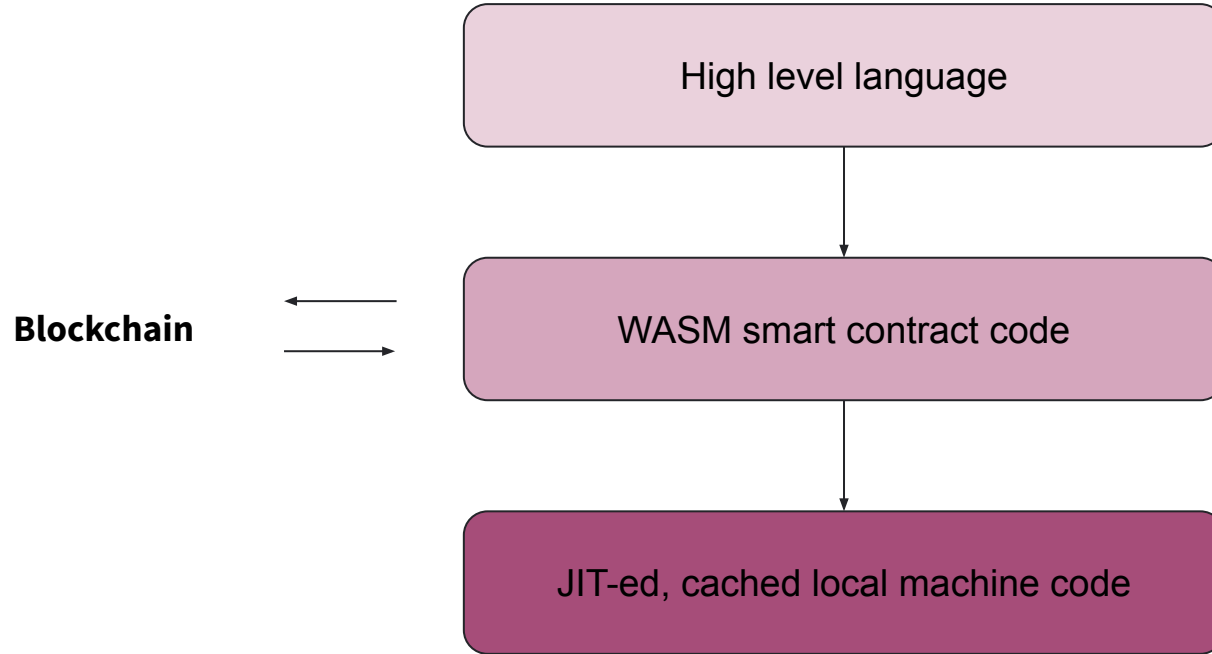 High level language
Blockchain
WASM smart contract code
JIT-ed, cached local machine code